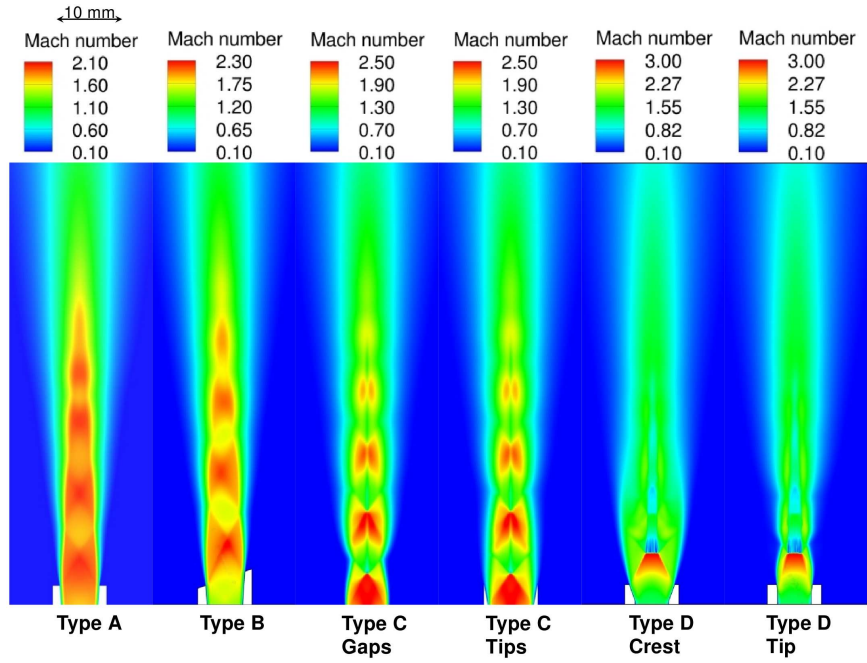 10 mm
Mach number Mach number Mach number Mach number Mach number Mach number
2.10 2.30 2.50 2.50 3.00 3.00
1.60 1.75 1.90 1.90 2.27 2.27
1.10 1.20 1.30 1.30 1.55 1.55
0.60 0.65 0.70 0.70 0.82 0.82
0.10 0.10 0.10 0.10 0.10 0.10
Type A Type B Type C Type C Type D Type D
Gaps Tips Crest Tip